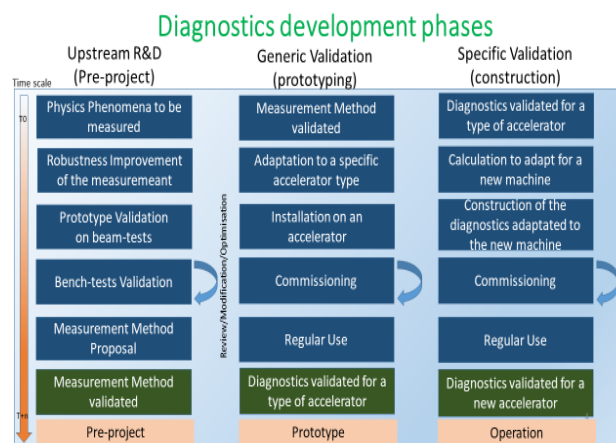 Diagnostics development phases
Upstream R&D
(Pre-project)
Generic Validation
(prototyping)
Specific Validation
(construction)
Time scale
T0
Physics Phenomena to be
measured
Measurement Method
validated
Diagnostics validated for a
type of accelerator
Robustness Improvement
of the measuremeant
Adaptation to a specific
accelerator type
Calculation to adapt for a
new machine
Prototype Validation
on beam-tests
Installation on an
accelerator
Construction of the
diagnostics adaptated to
the new machine
Review/Modification/Optimisation
Bench-tests Validation
Commissioning
Commissioning
Measurement Method
Proposal
Regular Use
Regular Use
Measurement Method
validated
Diagnostics validated for a
type of accelerator
Diagnostics validated for a
new accelerator
Pre-project
Prototype
Operation